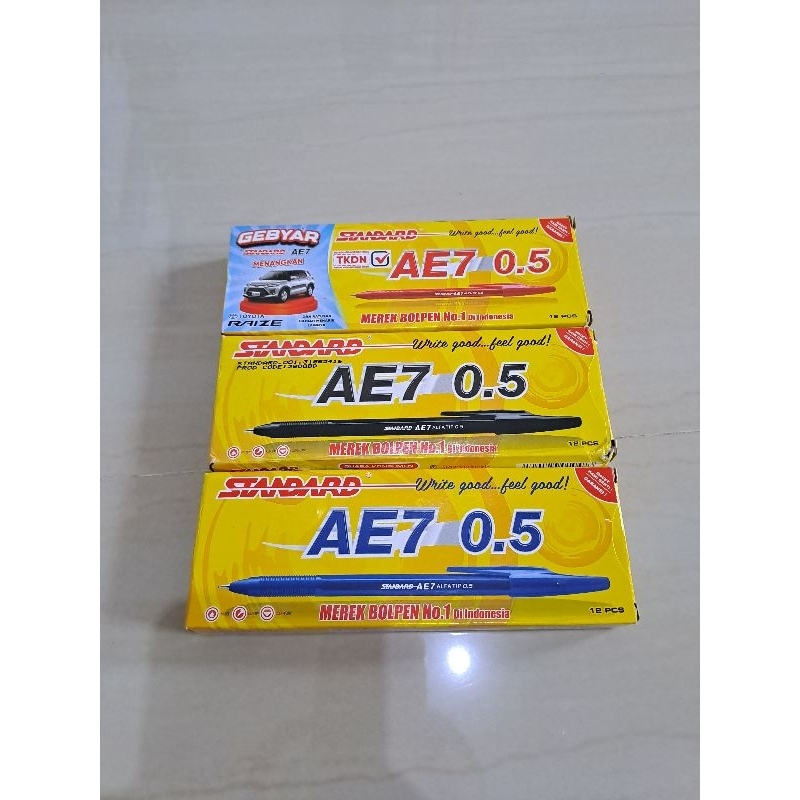 GEBYAR
STANDARD AE7
MENANGKAN
TOYOTA
RAIZE
STANDARD
Write good...feel good!
TKDN
AE7 0.5
MEREK BOLPEN No.1 Di Indonesia
12 PCS
STANDARD
Write good...feel good!
AE7 0.5
STANDARD AE7 ALFATIP 0.5
MEREK BOLPEN No.1 Di Indonesia
12 PCS
STANDARD
Write good...feel good!
AE7 0.5
STANDARD AE7 ALFATIP 0.5
MEREK BOLPEN No.1 Di Indonesia
12 PCS